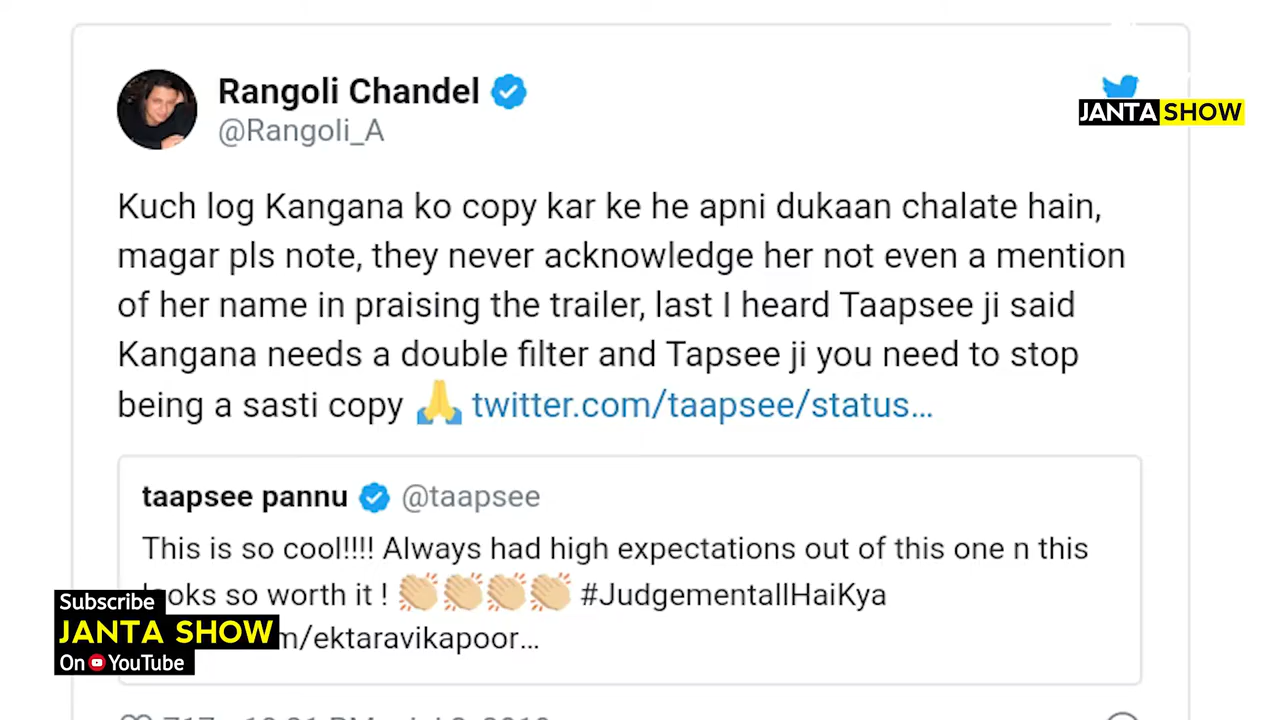 Rangoli Chandel
@Rangoli_A
JANTA SHOW
Kuch log Kangana ko copy kar ke he apni dukaan chalate hain,
magar pls note, they never acknowledge her not even a mention
of her name in praising the trailer, last I heard Taapsee ji said
Kangana needs a double filter and Tapsee ji you need to stop
being a sasti copy 🙏 twitter.com/taapsee/status…
taapsee pannu @taapsee
This is so cool!!!! Always had high expectations out of this one n this
so worth it ! 👏🏼👏🏼👏🏼👏🏼 #JudgementallHaiKya
/ektaravikapoor…
Subscribe
JANTA SHOW
On YouTube